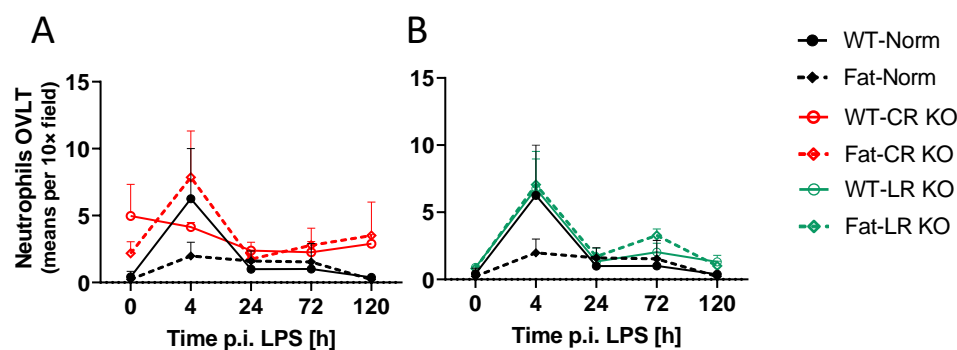 A
B
Neutrophils OVLT
(means per 10× field)
15
10
5
0
0 4 24 72 120
Time p.i. LPS [h]
15
10
5
0
0 4 24 72 120
Time p.i. LPS [h]
WT-Norm
Fat-Norm
WT-CR KO
Fat-CR KO
WT-LR KO
Fat-LR KO